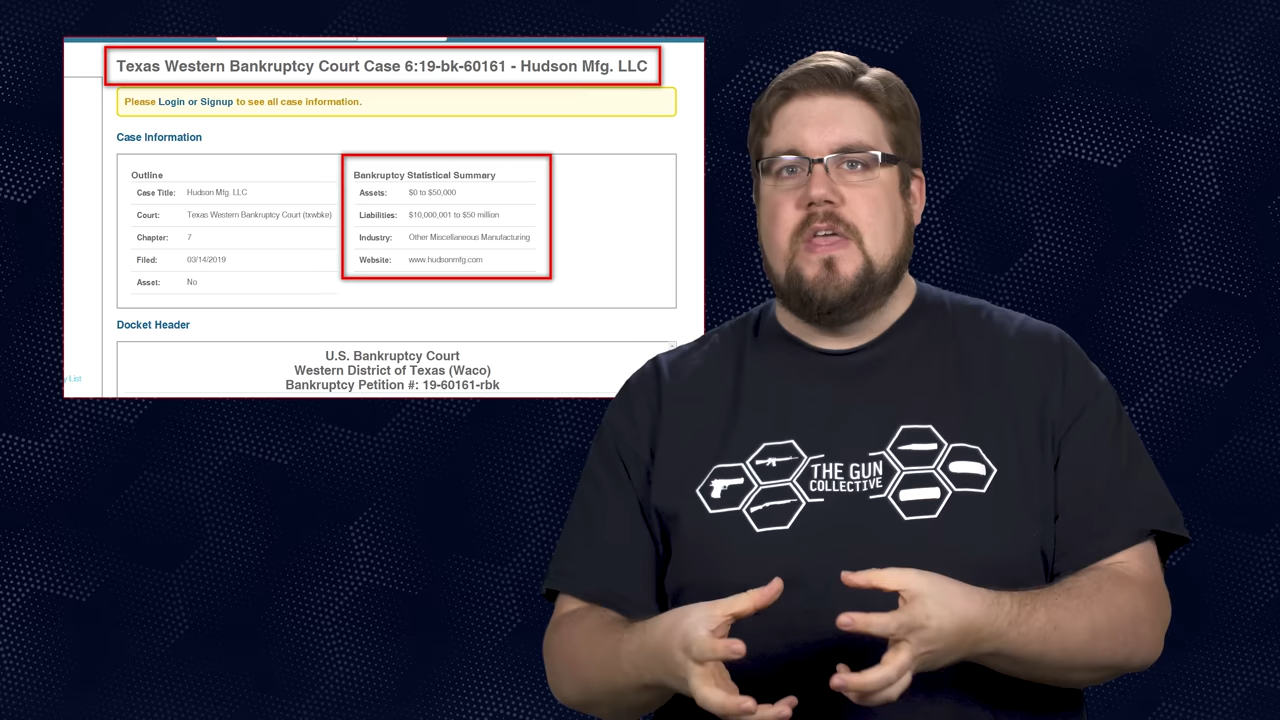 Texas Western Bankruptcy Court Case 6:19-bk-60161 - Hudson Mfg. LLC
Please Login or Signup to see all case information.
Case Information
Outline
Case Title: Hudson Mfg. LLC
Court: Texas Western Bankruptcy Court (txwbke)
Chapter: 7
Filed: 03/14/2019
Asset: No
Bankruptcy Statistical Summary
Assets: $0 to $50,000
Liabilities: $10,000,001 to $50 million
Industry: Other Miscellaneous Manufacturing
Website: www.hudsonmfg.com
Docket Header
U.S. Bankruptcy Court
Western District of Texas (Waco)
Bankruptcy Petition #: 19-60161-rbk
y List
THE GUN
COLLECTIVE